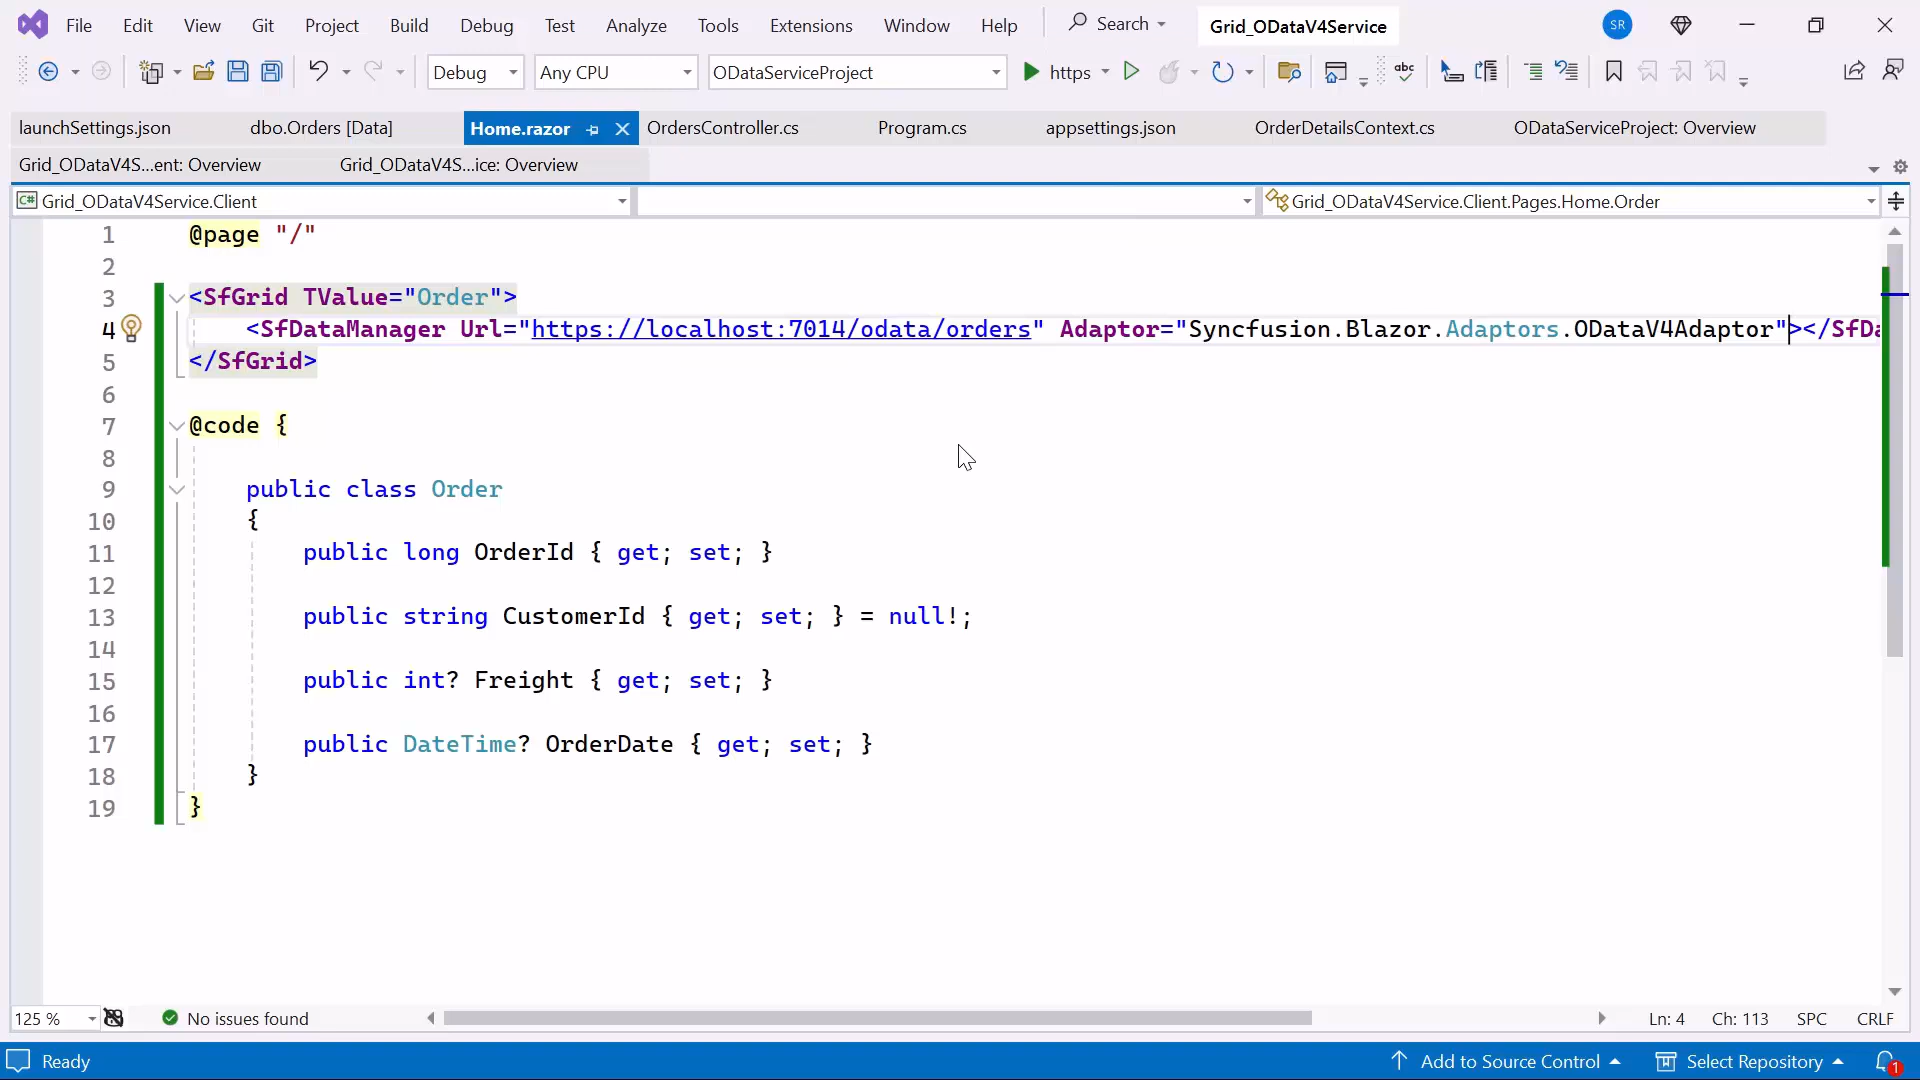 File Edit View Git Project Build Debug Test Analyze Tools Extensions Window Help Search Grid_ODataV4Service SR
Debug Any CPU ODataServiceProject https abc
launchSettings.json dbo.Orders [Data] Home.razor OrdersController.cs Program.cs appsettings.json OrderDetailsContext.cs ODataServiceProject: Overview
Grid_ODataV4S...ent: Overview Grid_ODataV4S...ice: Overview
C# Grid_ODataV4Service.Client Grid_ODataV4Service.Client.Pages.Home.Order
1 @page "/"
2
3 <SfGrid TValue="Order">
4 <SfDataManager Url="https://localhost:7014/odata/orders" Adaptor="Syncfusion.Blazor.Adaptors.ODataV4Adaptor"></SfDa
5 </SfGrid>
6
7 @code {
8
9 public class Order
10 {
11 public long OrderId { get; set; }
12
13 public string CustomerId { get; set; } = null!;
14
15 public int? Freight { get; set; }
16
17 public DateTime? OrderDate { get; set; }
18 }
19 }
125 % No issues found Ln: 4 Ch: 113 SPC CRLF
Ready Add to Source Control Select Repository 1